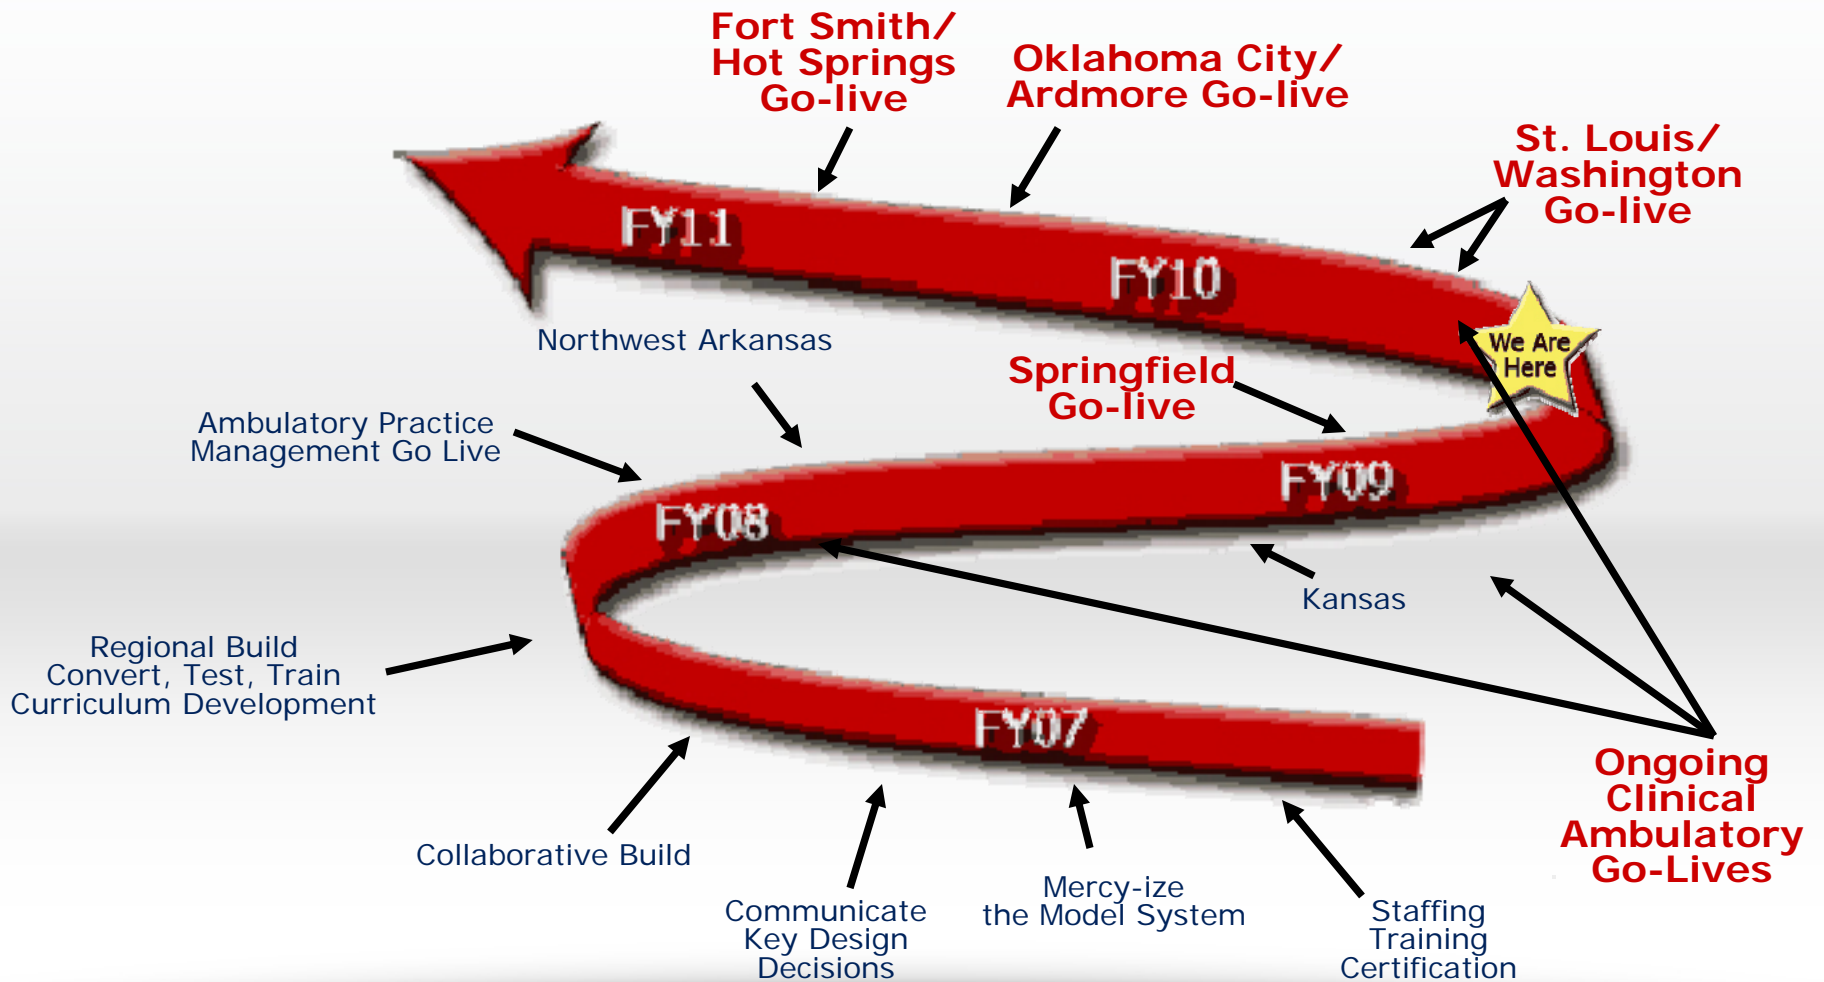 Fort Smith/
Hot Springs
Go-live
Oklahoma City/
Ardmore Go-live
St. Louis/
Washington
Go-live
FY11
FY10
We Are
Here
Northwest Arkansas
Springfield
Go-live
Ambulatory Practice
Management Go Live
FY09
FY08
Kansas
Regional Build
Convert, Test, Train
Curriculum Development
FY07
Ongoing
Clinical
Ambulatory
Go-Lives
Collaborative Build
Communicate
Key Design
Decisions
Mercy-ize
the Model System
Staffing
Training
Certification